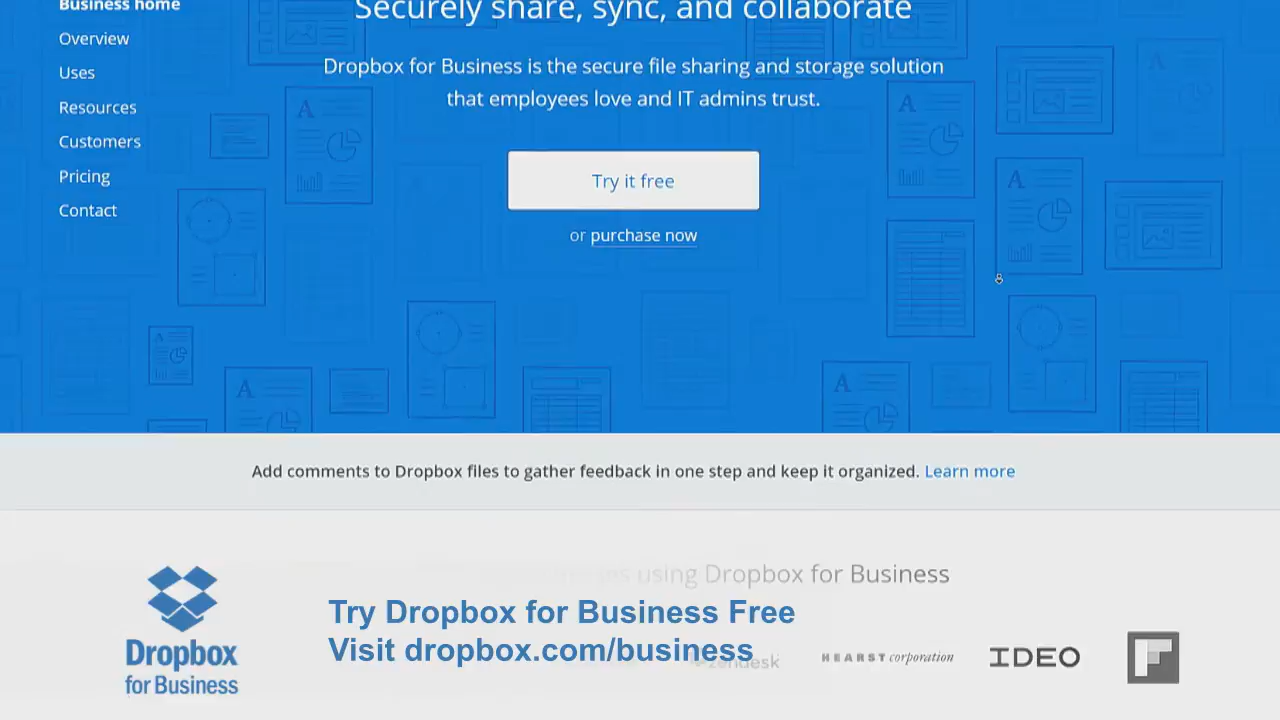 Business home
Overview
Uses
Resources
Customers
Pricing
Contact
Securely share, sync, and collaborate
Dropbox for Business is the secure file sharing and storage solution
that employees love and IT admins trust.
Try it free
or purchase now
Add comments to Dropbox files to gather feedback in one step and keep it organized. Learn more
using Dropbox for Business
Try Dropbox for Business Free
Visit dropbox.com/business
Dropbox
for Business
zendesk
HEARST corporation
IDEO